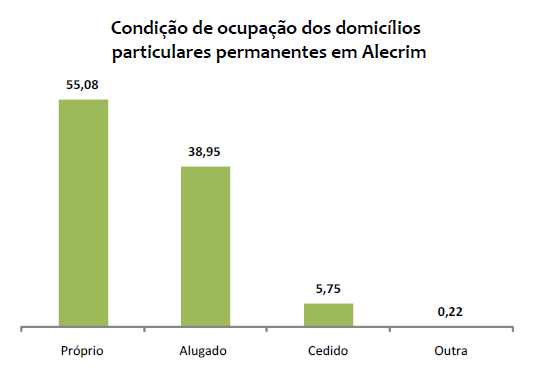 Condição de ocupação dos domicílios
particulares permanentes em Alecrim
55,08
38,95
5,75
0,22
Próprio Alugado Cedido Outra